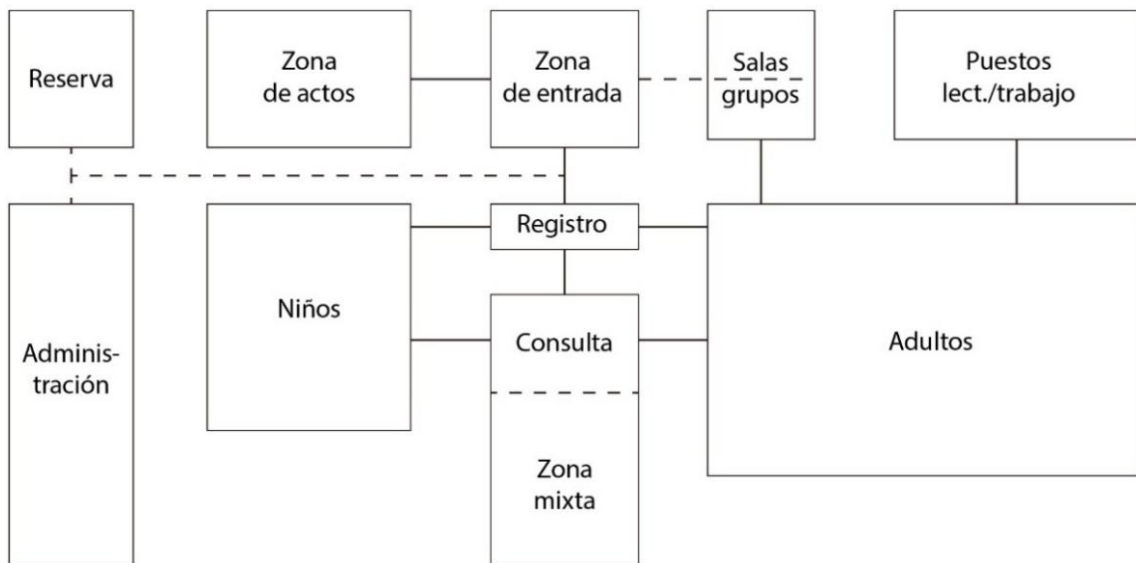 Reserva
Zona
de actos
Zona
de entrada
Salas
grupos
Puestos
lect./trabajo
Registro
Niños
Adminis-
tración
Consulta
Adultos
Zona
mixta